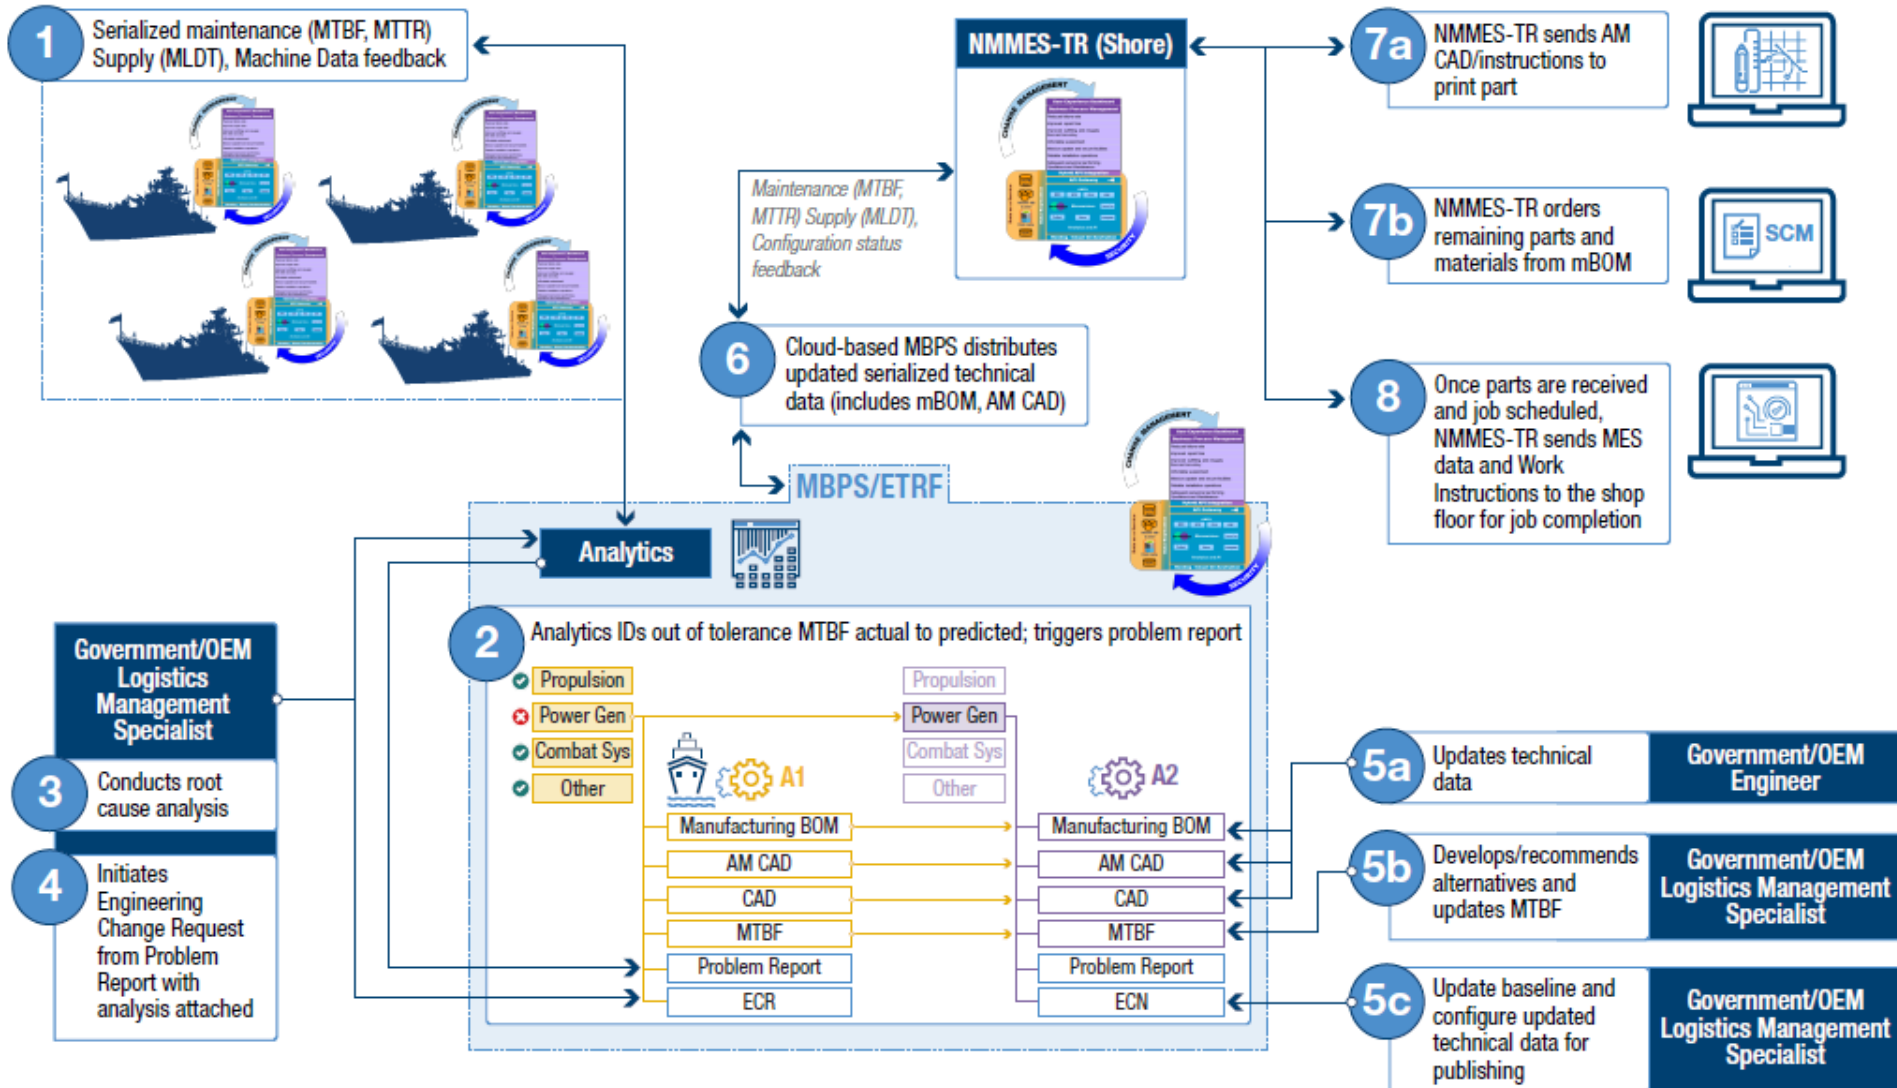 1
Serialized maintenance (MTBF, MTTR)
Supply (MLDT), Machine Data feedback
NMMES-TR (Shore)
CHANGE MANAGEMENT
SECURITY
Maintenance (MTBF,
MTTR) Supply (MLDT),
Configuration status
feedback
7a
NMMES-TR sends AM
CAD/instructions to
print part
7b
NMMES-TR orders
remaining parts and
materials from mBOM
SCM
6
Cloud-based MBPS distributes
updated serialized technical
data (includes mBOM, AM CAD)
8
Once parts are received
and job scheduled,
NMMES-TR sends MES
data and Work
Instructions to the shop
floor for job completion
MBPS/ETRF
CHANGE MANAGEMENT
SECURITY
Analytics
2
Analytics IDs out of tolerance MTBF actual to predicted; triggers problem report
Propulsion
Power Gen
Combat Sys
Other
Propulsion
Power Gen
Combat Sys
Other
A1
Manufacturing BOM
AM CAD
CAD
MTBF
Problem Report
ECR
A2
Manufacturing BOM
AM CAD
CAD
MTBF
Problem Report
ECN
Government/OEM
Logistics
Management
Specialist
3
Conducts root
cause analysis
4
Initiates
Engineering
Change Request
from Problem
Report with
analysis attached
5a
Updates technical
data
Government/OEM
Engineer
5b
Develops/recommends
alternatives and
updates MTBF
Government/OEM
Logistics Management
Specialist
5c
Update baseline and
configure updated
technical data for
publishing
Government/OEM
Logistics Management
Specialist